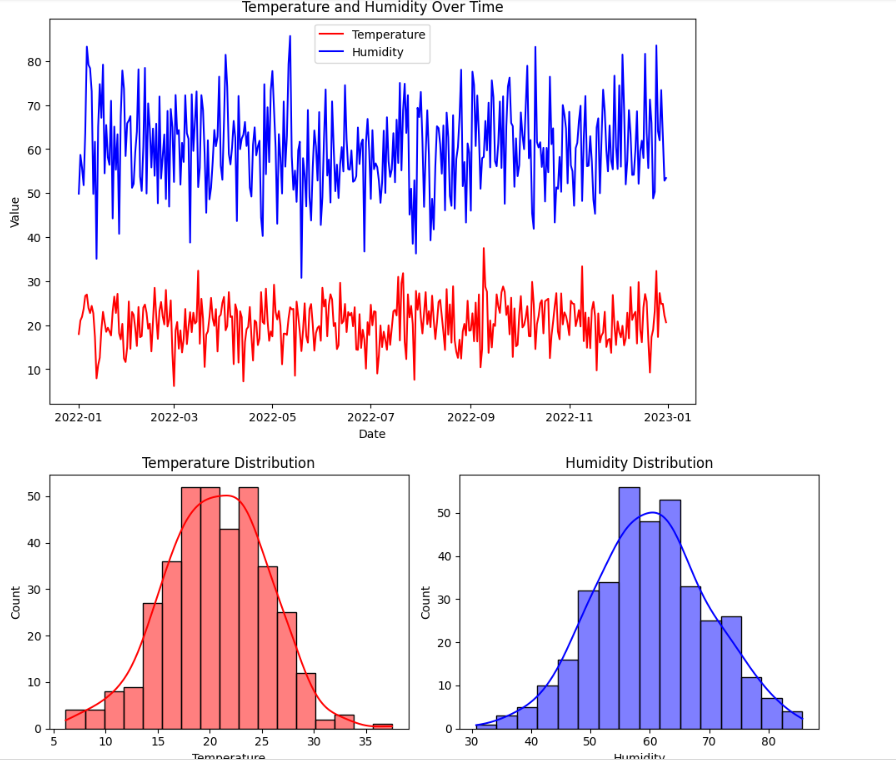 Temperature and Humidity Over Time
Temperature
Humidity
Value
80
70
60
50
40
30
20
10
2022-01 2022-03 2022-05 2022-07 2022-09 2022-11 2023-01
Date
Temperature Distribution
Count
50
40
30
20
10
0
5 10 15 20 25 30 35
Temperature
Humidity Distribution
Count
50
40
30
20
10
0
30 40 50 60 70 80
Humidity